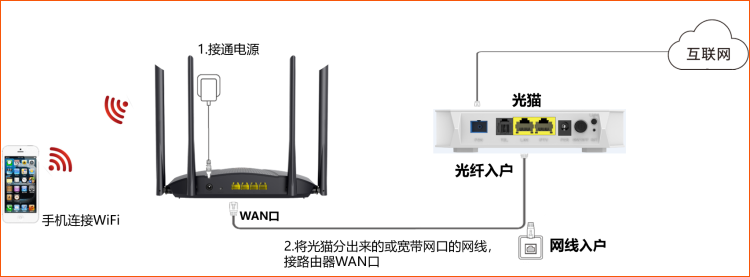 1.接通电源
互联网
光猫
光纤入户
手机连接WiFi
WAN口
2.将光猫分出来的或宽带网口的网线，
接路由器WAN口
网线入户